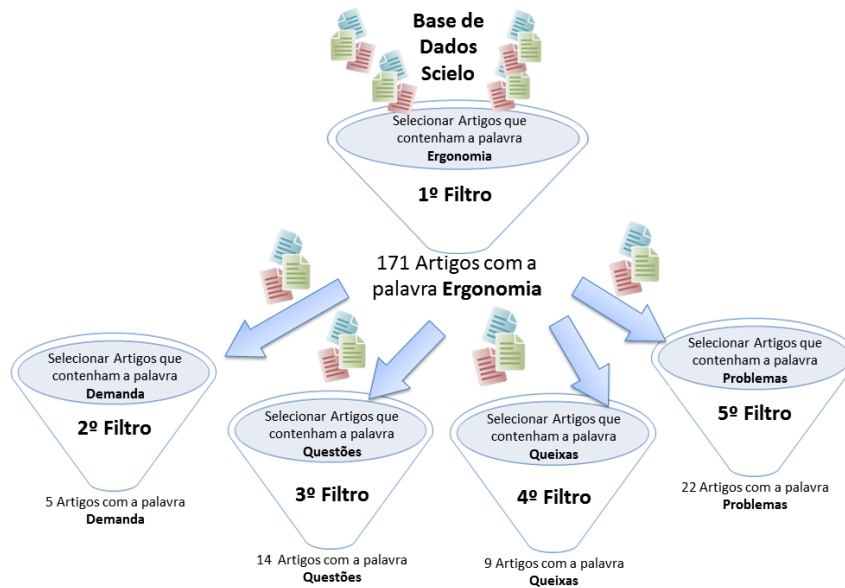 Base de
Dados
Scielo
Selecionar Artigos que
contenham a palavra
Ergonomia
1º Filtro
171 Artigos com a
palavra Ergonomia
Selecionar Artigos que
contenham a palavra
Demanda
2º Filtro
5 Artigos com a palavra
Demanda
Selecionar Artigos que
contenham a palavra
Questões
3º Filtro
14 Artigos com a palavra
Questões
Selecionar Artigos que
contenham a palavra
Queixas
4º Filtro
9 Artigos com a palavra
Queixas
Selecionar Artigos que
contenham a palavra
Problemas
5º Filtro
22 Artigos com a palavra
Problemas